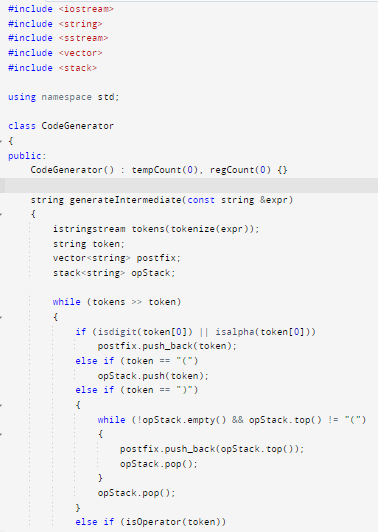 #include <iostream>
#include <string>
#include <sstream>
#include <vector>
#include <stack>
using namespace std;
class CodeGenerator
{
public:
CodeGenerator() : tempCount(0), regCount(0) {}
string generateIntermediate(const string &expr)
{
istringstream tokens(tokenize(expr));
string token;
vector<string> postfix;
stack<string> opStack;
while (tokens >> token)
{
if (isdigit(token[0]) || isalpha(token[0]))
postfix.push_back(token);
else if (token == "(")
opStack.push(token);
else if (token == ")")
{
while (!opStack.empty() && opStack.top() != "(")
{
postfix.push_back(opStack.top());
opStack.pop();
}
opStack.pop();
}
else if (isOperator(token))